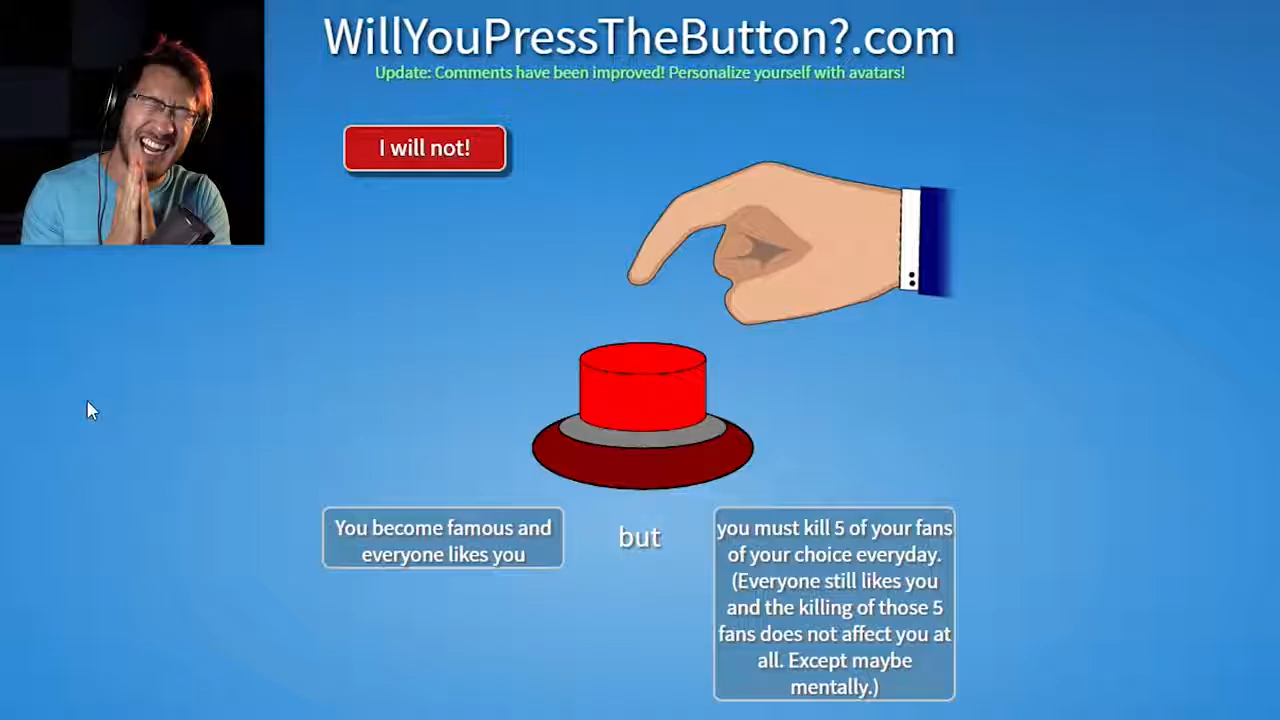 WillYouPressTheButton?.com
Update: Comments have been improved! Personalize yourself with avatars!
I will not!
You become famous and
everyone likes you
but
you must kill 5 of your fans
of your choice everyday.
(Everyone still likes you
and the killing of those 5
fans does not affect you at
all. Except maybe
mentally.)